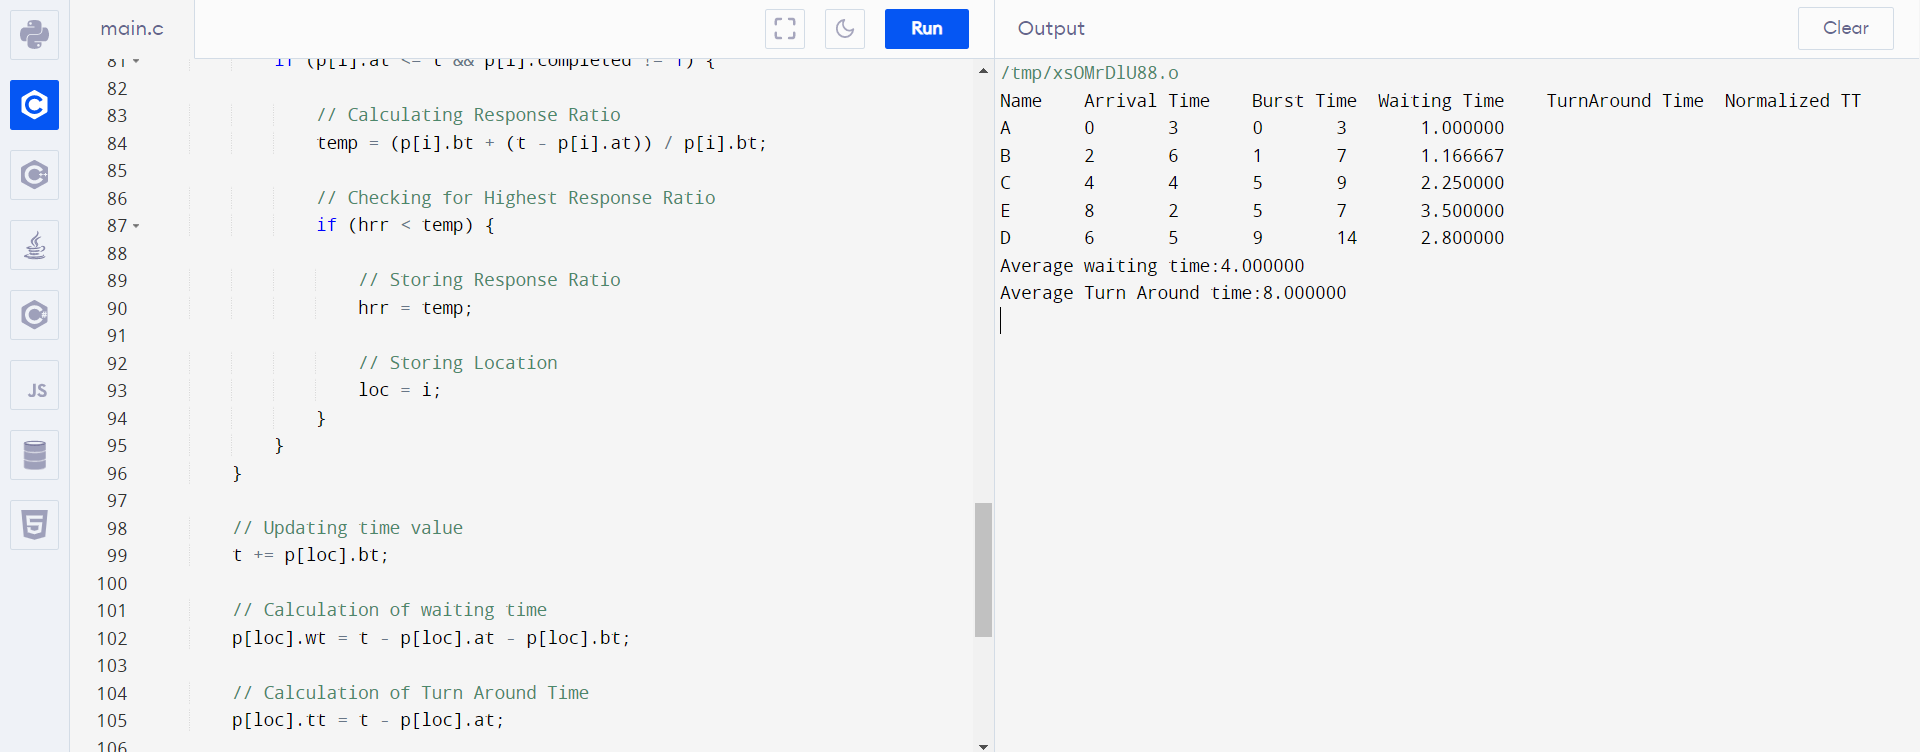 main.c
Run
Output
Clear
81 if (p[i].at <= t && p[i].completed != 1) {
82
83 // Calculating Response Ratio
84 temp = (p[i].bt + (t - p[i].at)) / p[i].bt;
85
86 // Checking for Highest Response Ratio
87 if (hrr < temp) {
88
89 // Storing Response Ratio
90 hrr = temp;
91
92 // Storing Location
93 loc = i;
94 }
95 }
96 }
97
98 // Updating time value
99 t += p[loc].bt;
100
101 // Calculation of waiting time
102 p[loc].wt = t - p[loc].at - p[loc].bt;
103
104 // Calculation of Turn Around Time
105 p[loc].tt = t - p[loc].at;
106
JS
/tmp/xsOMrDlU88.o
Name Arrival Time Burst Time Waiting Time TurnAround Time Normalized TT
A 0 3 0 3 1.000000
B 2 6 1 7 1.166667
C 4 4 5 9 2.250000
E 8 2 5 7 3.500000
D 6 5 9 14 2.800000
Average waiting time:4.000000
Average Turn Around time:8.000000